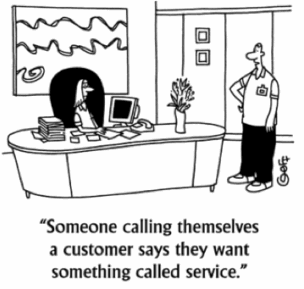 “Someone calling themselves
a customer says they want
something called service.”